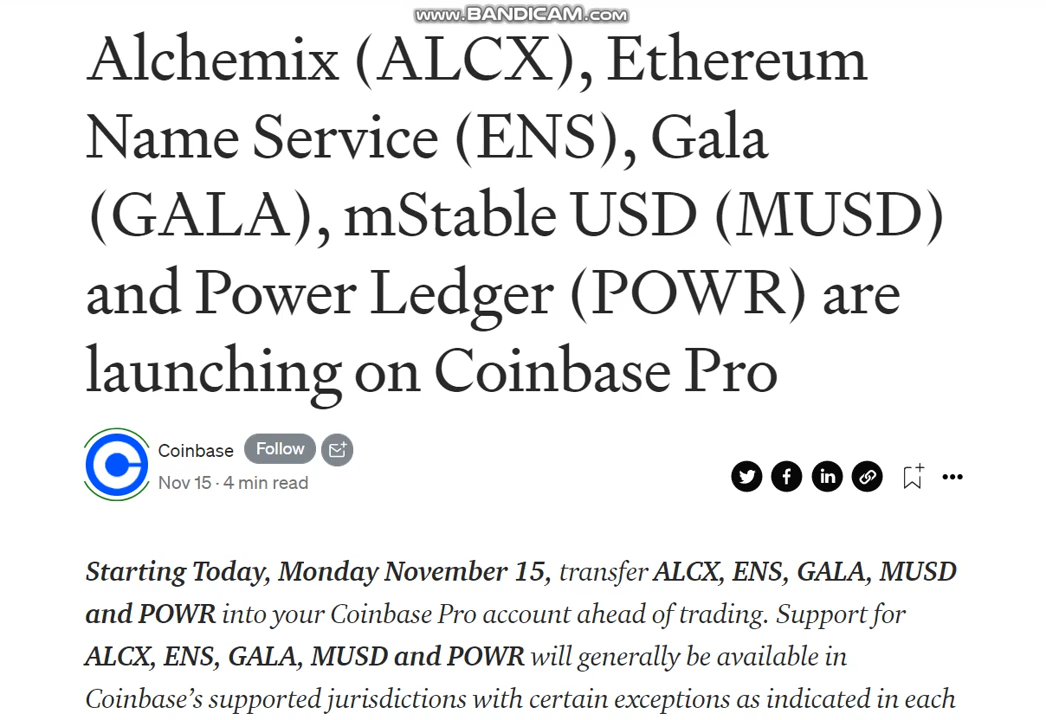 www.BANDICAM.com
Alchemix (ALCX), Ethereum
Name Service (ENS), Gala
(GALA), mStable USD (MUSD)
and Power Ledger (POWR) are
launching on Coinbase Pro
Coinbase Follow
Nov 15 · 4 min read
Starting Today, Monday November 15, transfer ALCX, ENS, GALA, MUSD
and POWR into your Coinbase Pro account ahead of trading. Support for
ALCX, ENS, GALA, MUSD and POWR will generally be available in
Coinbase’s supported jurisdictions with certain exceptions as indicated in each